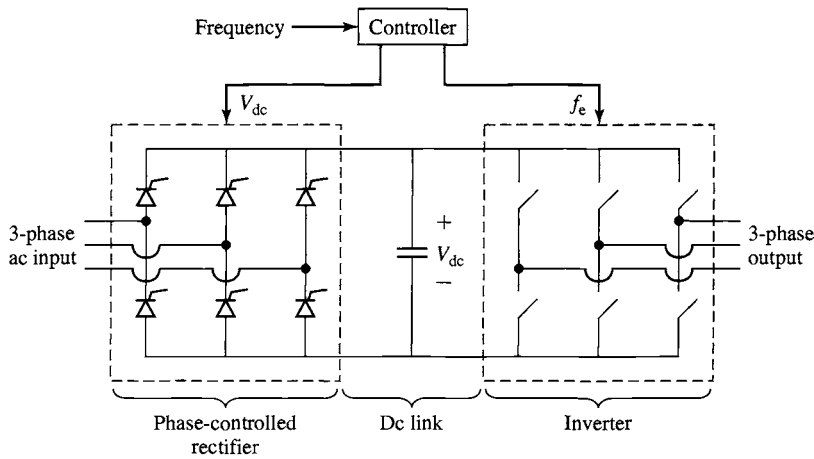 Frequency
Controller
V_dc
f_e
3-phase
ac input
+
V_dc
−
3-phase
output
Phase-controlled
rectifier
Dc link
Inverter